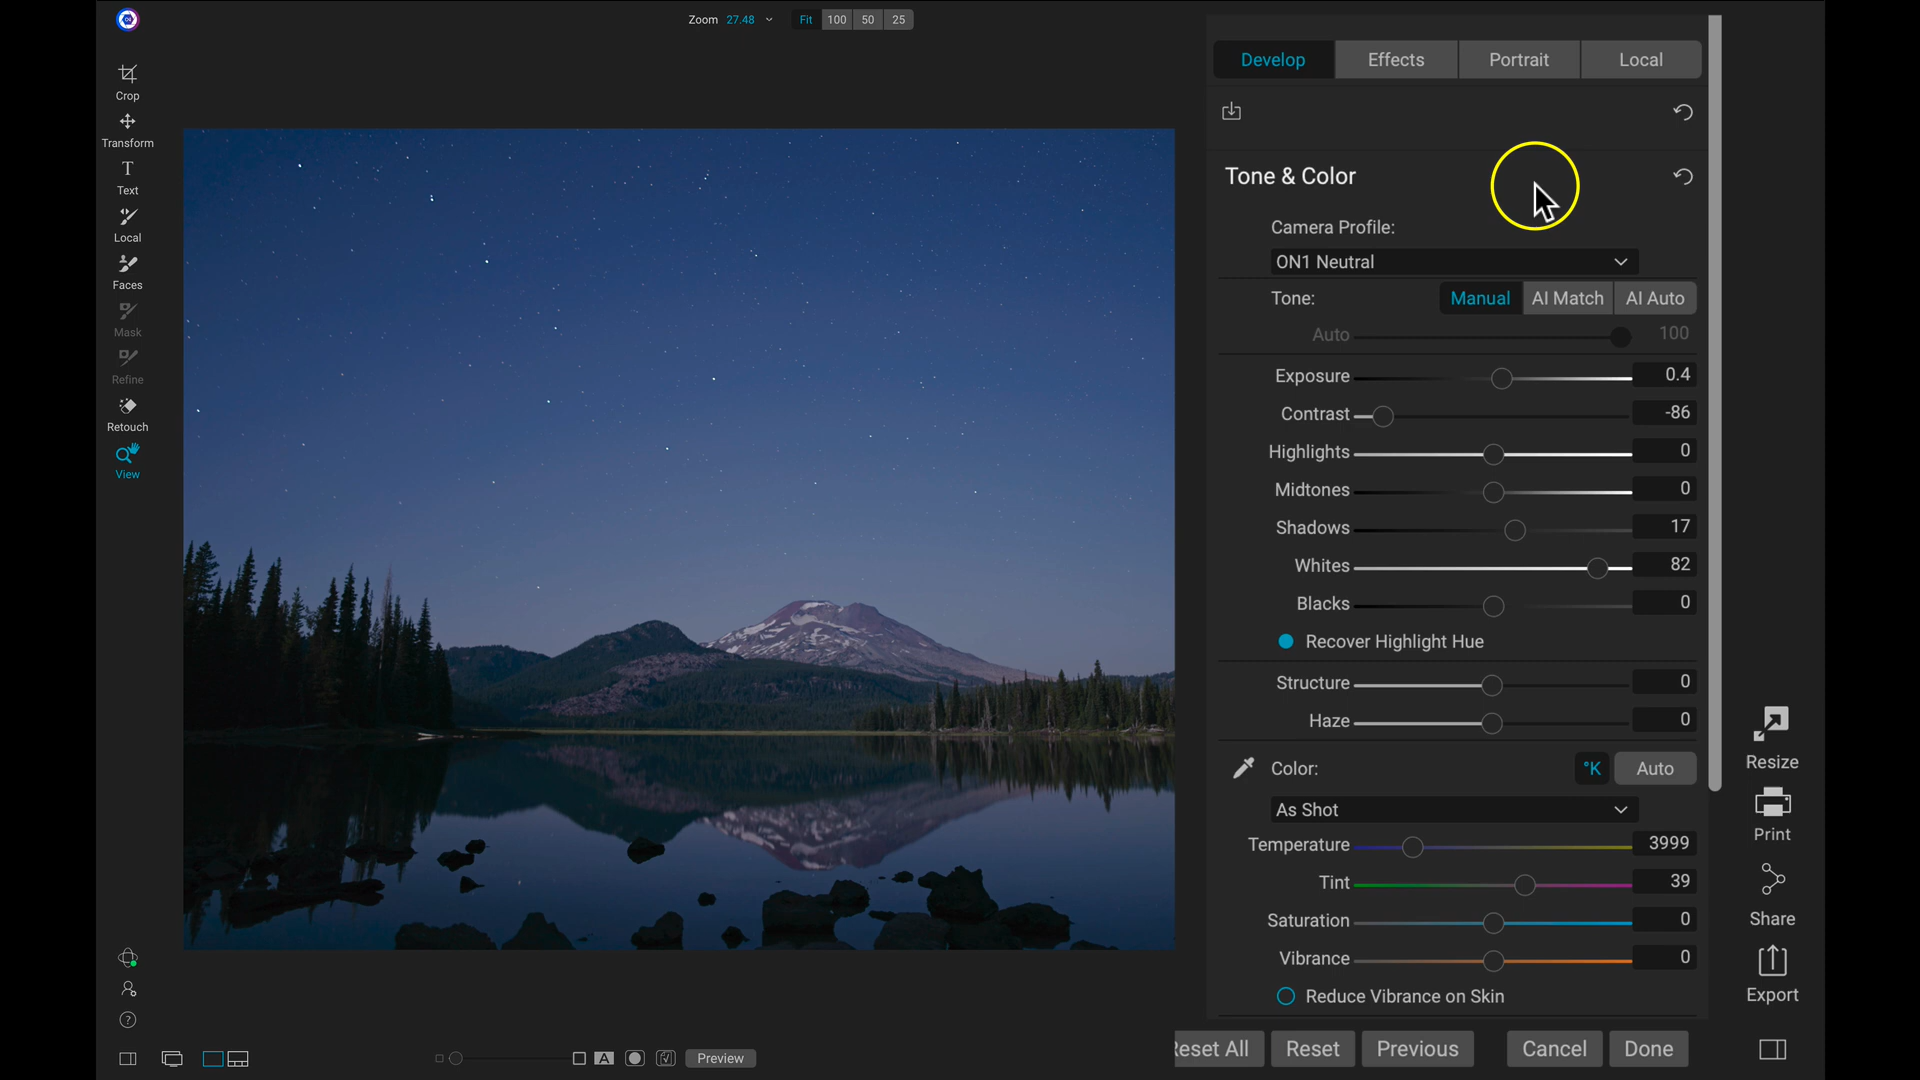 Zoom 27.48 Fit 100 50 25
Crop
Transform
Text
Local
Faces
Mask
Refine
Retouch
View
Develop Effects Portrait Local
Tone & Color
Camera Profile:
ON1 Neutral
Tone: Manual AI Match AI Auto
Auto 100
Exposure 0.4
Contrast -86
Highlights 0
Midtones 0
Shadows 17
Whites 82
Blacks 0
Recover Highlight Hue
Structure 0
Haze 0
Color: °K Auto
As Shot
Temperature 3999
Tint 39
Saturation 0
Vibrance 0
Reduce Vibrance on Skin
Resize
Print
Share
Export
A Preview
eset All Reset Previous Cancel Done